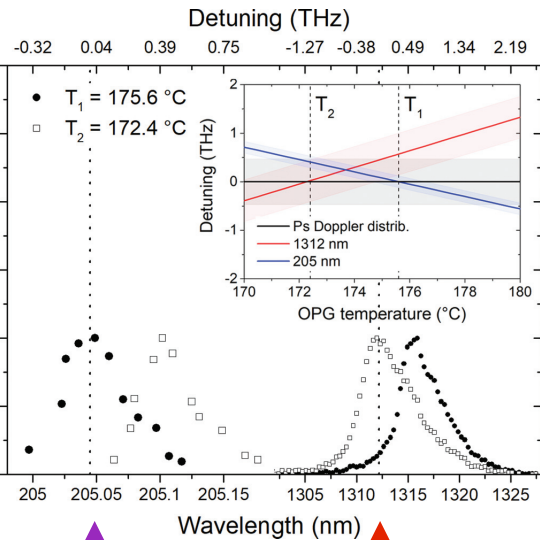 Detuning (THz)
-0.32 0.04 0.39 0.75 -1.27 -0.38 0.49 1.34 2.19
T1 = 175.6 °C
T2 = 172.4 °C
2
1
0
-1
-2
Detuning (THz)
T2 T1
Ps Doppler distrib.
1312 nm
205 nm
170 172 174 176 178 180
OPG temperature (°C)
205 205.05 205.1 205.15 1305 1310 1315 1320 1325
Wavelength (nm)